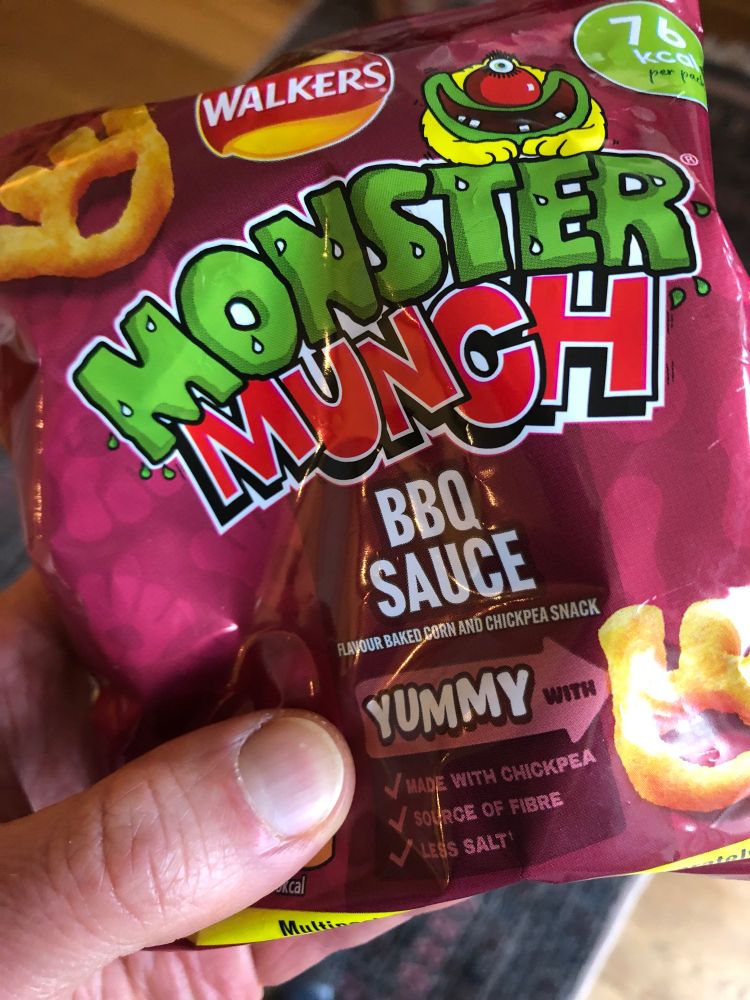 WALKERS
76
kcal
per pack
MONSTER
®
MUNCH
BBQ
SAUCE
FLAVOUR BAKED CORN AND CHICKPEA SNACK
YUMMY WITH
MADE WITH CHICKPEA
SOURCE OF FIBRE
LESS SALT†
kcal